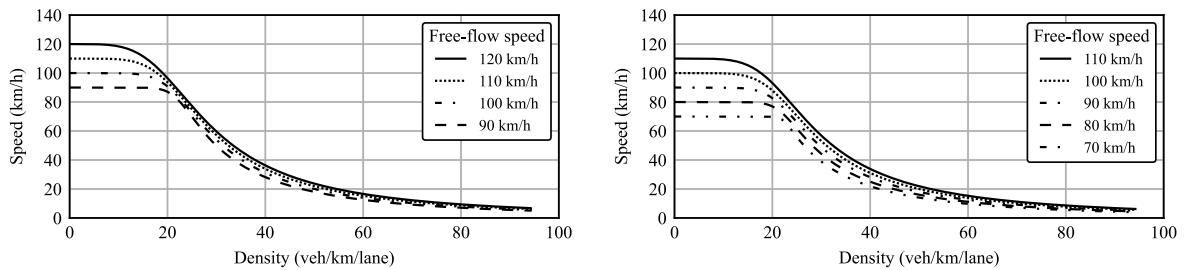 140
120
100
80
60
40
20
0
Speed (km/h)
0 20 40 60 80 100
Density (veh/km/lane)
Free-flow speed
120 km/h
110 km/h
100 km/h
90 km/h
140
120
100
80
60
40
20
0
Speed (km/h)
0 20 40 60 80 100
Density (veh/km/lane)
Free-flow speed
110 km/h
100 km/h
90 km/h
80 km/h
70 km/h